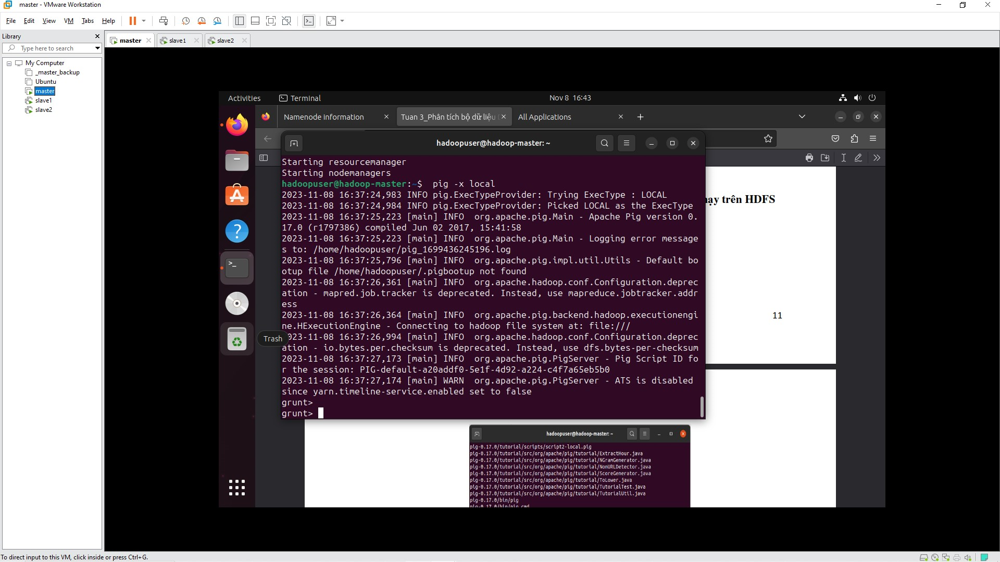 master - VMware Workstation
File Edit View VM Tabs Help
Library
Type here to search
My Computer
_master_backup
Ubuntu
master
slave1
slave2
master
slave1
slave2
Activities
Terminal
Nov 8 16:43
Namenode information
Tuan 3_Phân tích bộ dữ liệu
All Applications
hadoopuser@hadoop-master: ~
Starting resourcemanager
Starting nodemanagers
hadoopuser@hadoop-master:~$ pig -x local
2023-11-08 16:37:24,983 INFO pig.ExecTypeProvider: Trying ExecType : LOCAL
2023-11-08 16:37:24,984 INFO pig.ExecTypeProvider: Picked LOCAL as the ExecType
2023-11-08 16:37:25,223 [main] INFO org.apache.pig.Main - Apache Pig version 0.
17.0 (r1797386) compiled Jun 02 2017, 15:41:58
2023-11-08 16:37:25,223 [main] INFO org.apache.pig.Main - Logging error message
s to: /home/hadoopuser/pig_1699436245196.log
2023-11-08 16:37:25,796 [main] INFO org.apache.pig.impl.util.Utils - Default bo
otup file /home/hadoopuser/.pigbootup not found
2023-11-08 16:37:26,361 [main] INFO org.apache.hadoop.conf.Configuration.deprec
ation - mapred.job.tracker is deprecated. Instead, use mapreduce.jobtracker.addr
ess
2023-11-08 16:37:26,364 [main] INFO org.apache.pig.backend.hadoop.executionengi
ne.HExecutionEngine - Connecting to hadoop file system at: file:///
023-11-08 16:37:26,994 [main] INFO org.apache.hadoop.conf.Configuration.deprec
ation - io.bytes.per.checksum is deprecated. Instead, use dfs.bytes-per-checksum
2023-11-08 16:37:27,173 [main] INFO org.apache.pig.PigServer - Pig Script ID fo
r the session: PIG-default-a20addf0-5e1f-4d92-a224-c4f7a65eb5b0
2023-11-08 16:37:27,174 [main] WARN org.apache.pig.PigServer - ATS is disabled
since yarn.timeline-service.enabled set to false
grunt>
grunt>
Trash
hạy trên HDFS
11
hadoopuser@hadoop-master: ~
pig-0.17.0/tutorial/scripts/script2-local.pig
pig-0.17.0/tutorial/src/org/apache/pig/tutorial/ExtractHour.java
pig-0.17.0/tutorial/src/org/apache/pig/tutorial/NGramGenerator.java
pig-0.17.0/tutorial/src/org/apache/pig/tutorial/NonURLDetector.java
pig-0.17.0/tutorial/src/org/apache/pig/tutorial/ScoreGenerator.java
pig-0.17.0/tutorial/src/org/apache/pig/tutorial/ToLower.java
pig-0.17.0/tutorial/src/org/apache/pig/tutorial/TutorialTest.java
pig-0.17.0/tutorial/src/org/apache/pig/tutorial/TutorialUtil.java
pig-0.17.0/bin/pig
pig-0.17.0/bin/pig.cmd
To direct input to this VM, click inside or press Ctrl+G.